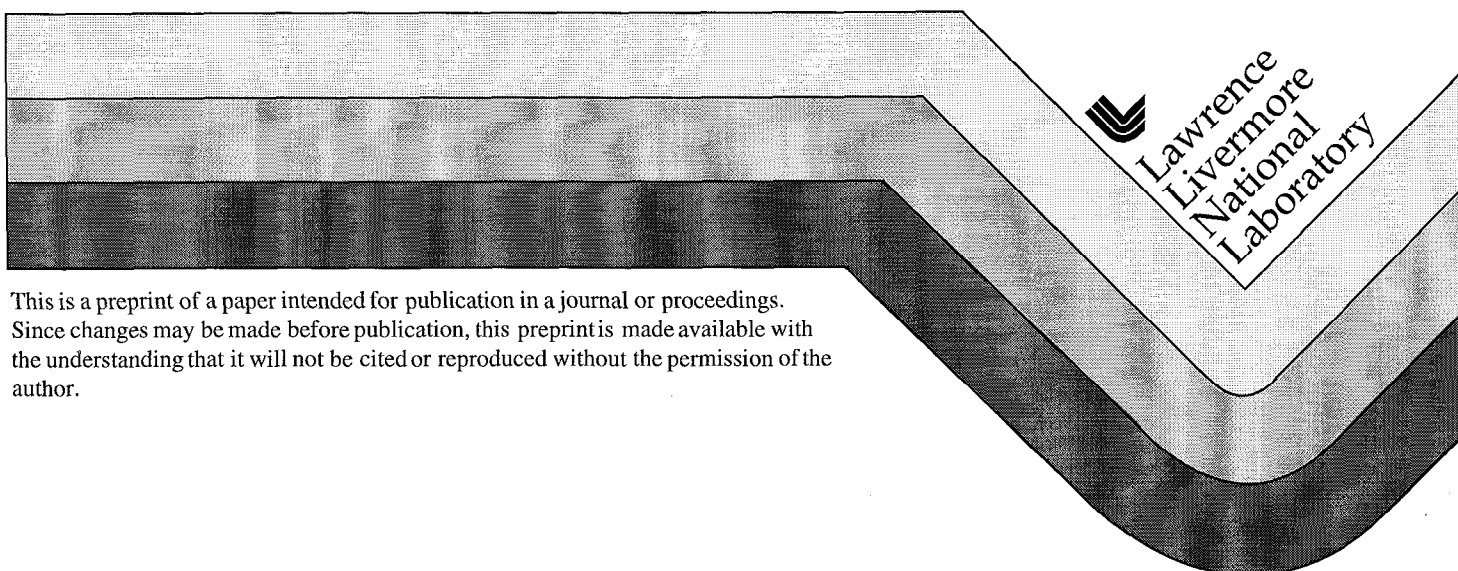 Lawrence
Livermore
National
Laboratory
This is a preprint of a paper intended for publication in a journal or proceedings.
Since changes may be made before publication, this preprint is made available with
the understanding that it will not be cited or reproduced without the permission of the
author.